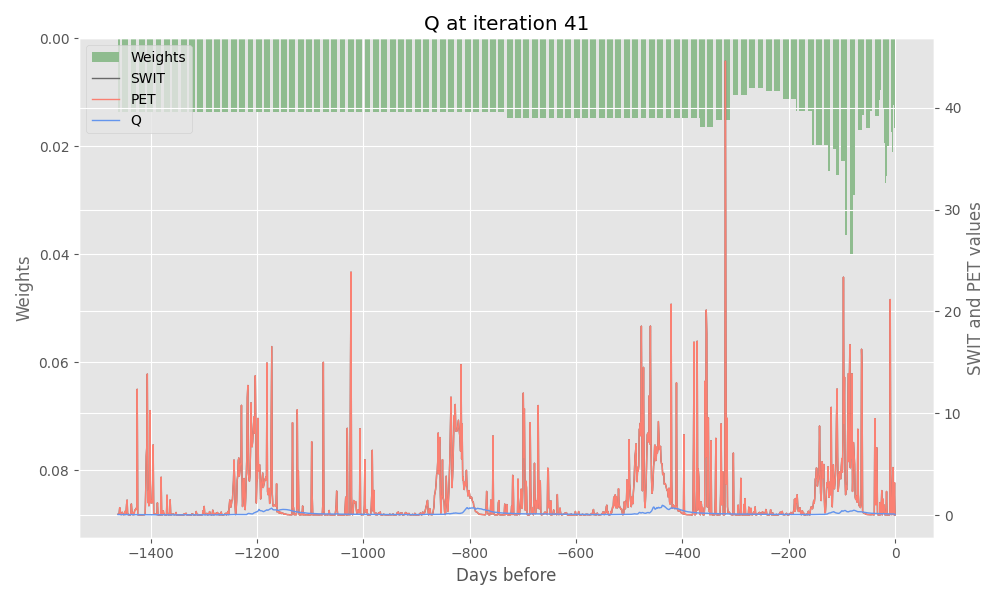 Q at iteration 41
Weights
SWIT
PET
Q
0.00
0.02
0.04
0.06
0.08
Weights
40
30
20
10
0
SWIT and PET values
−1400
−1200
−1000
−800
−600
−400
−200
0
Days before